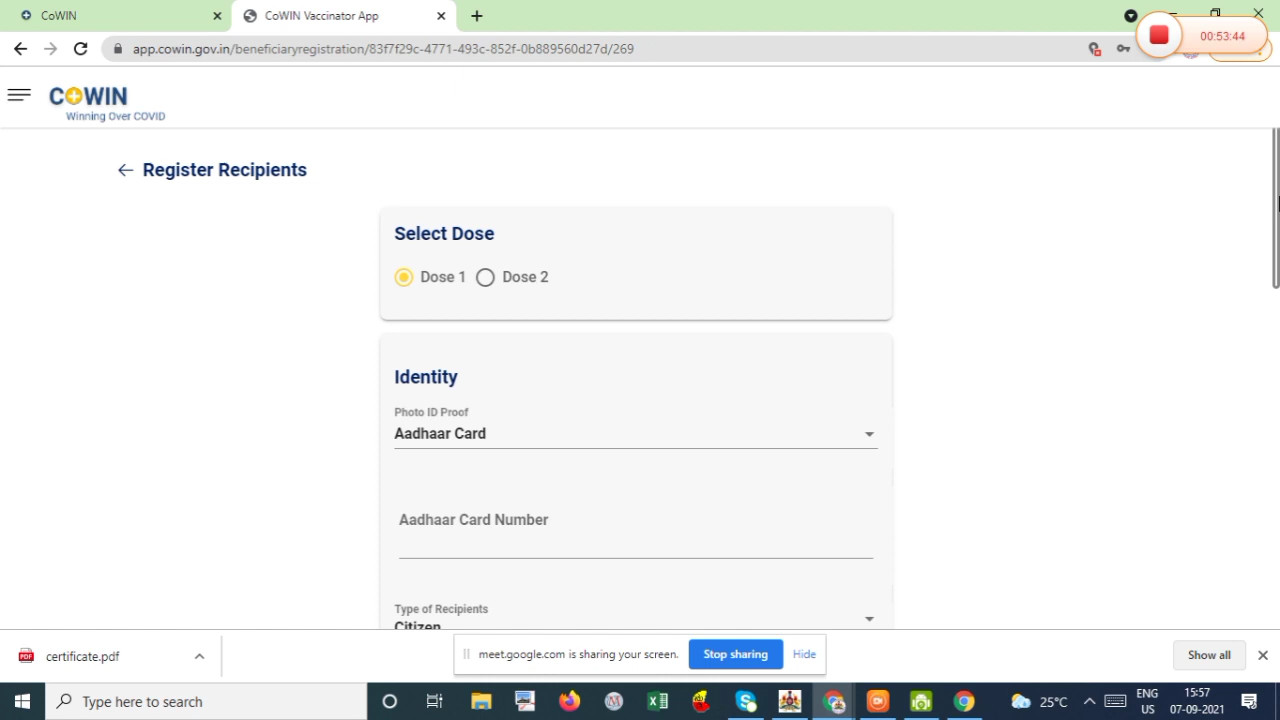 CoWIN
CoWIN Vaccinator App
app.cowin.gov.in/beneficiaryregistration/83f7f29c-4771-493c-852f-0b889560d27d/269
00:53:44
COWIN
Winning Over COVID
Register Recipients
Select Dose
Dose 1
Dose 2
Identity
Photo ID Proof
Aadhaar Card
Aadhaar Card Number
Type of Recipients
Citizen
certificate.pdf
meet.google.com is sharing your screen.
Stop sharing
Hide
Show all
Type here to search
25°C
ENG
US
15:57
07-09-2021